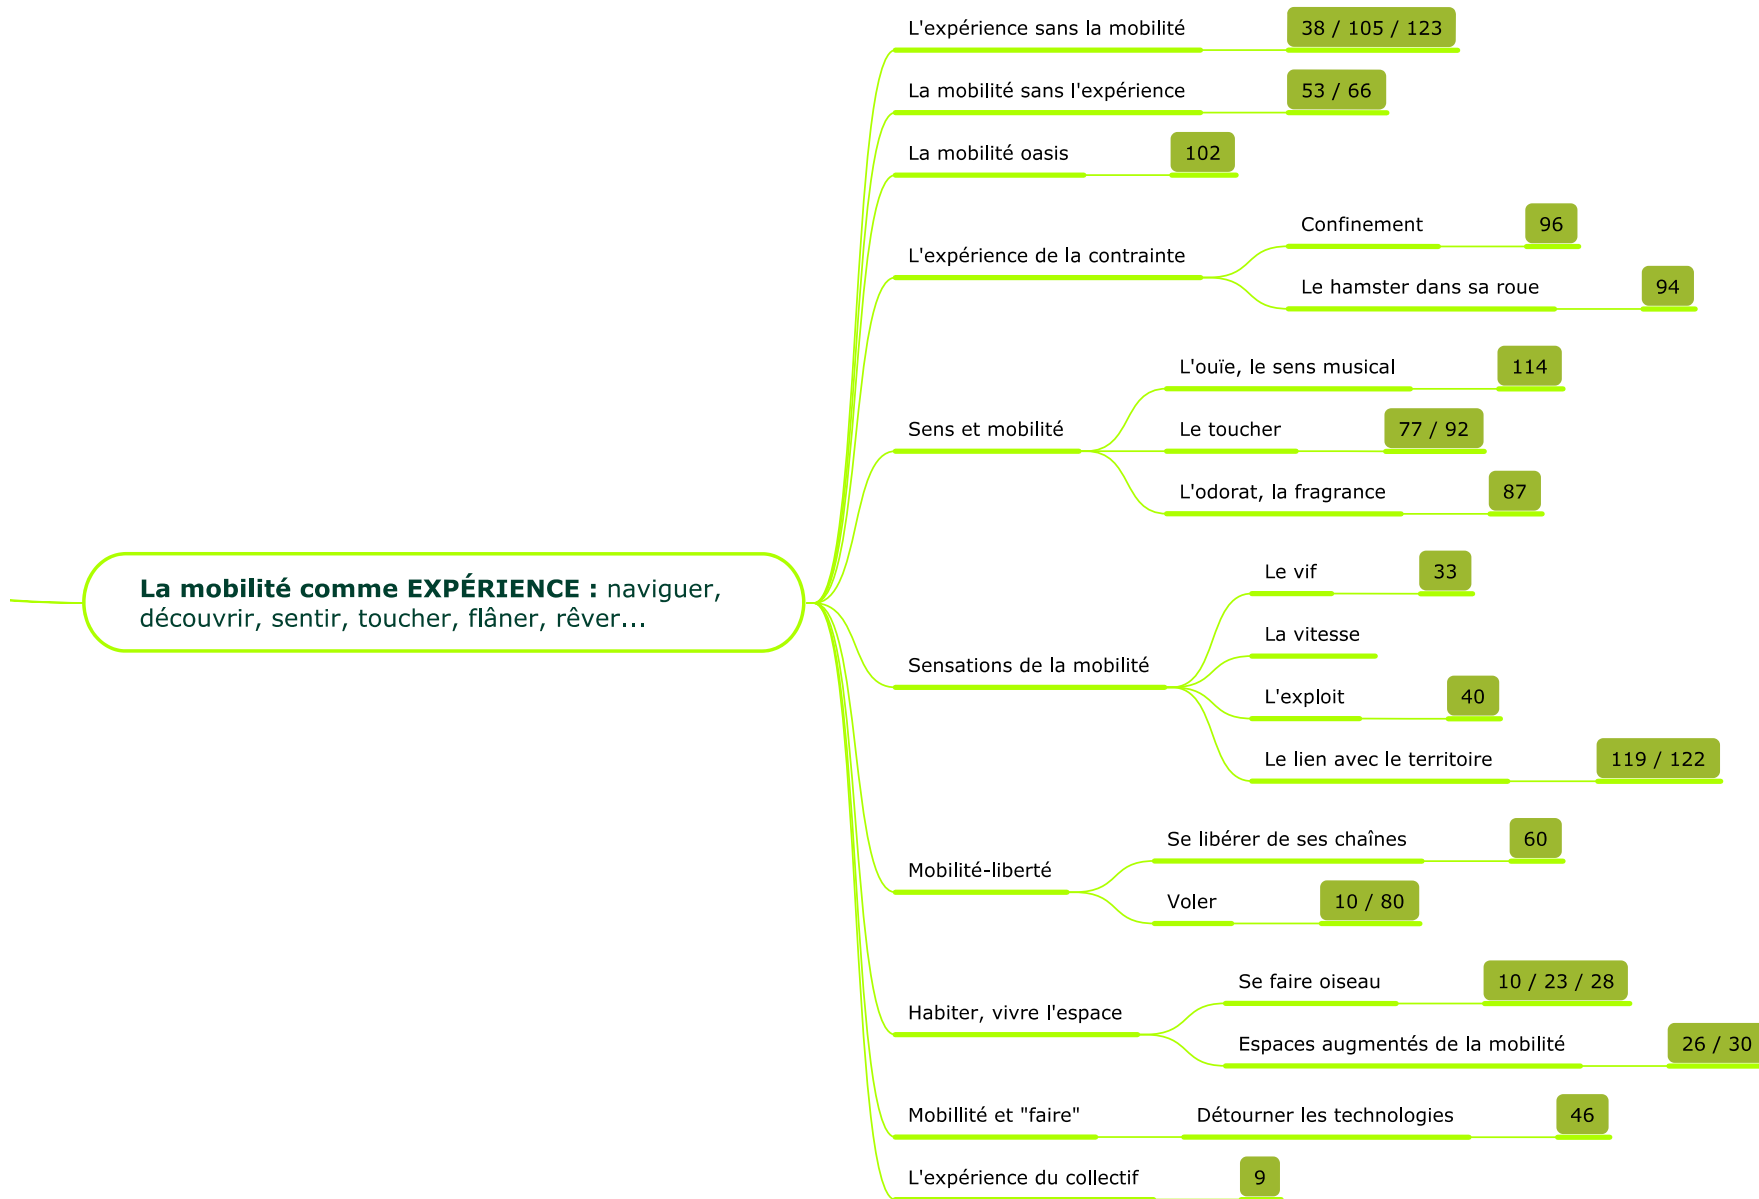 L'expérience sans la mobilité
38 / 105 / 123
La mobilité sans l'expérience
53 / 66
La mobilité oasis
102
L'expérience de la contrainte
Confinement
96
Le hamster dans sa roue
94
Sens et mobilité
L'ouïe, le sens musical
114
Le toucher
77 / 92
L'odorat, la fragrance
87
La mobilité comme EXPÉRIENCE : naviguer,
découvrir, sentir, toucher, flâner, rêver...
Sensations de la mobilité
Le vif
33
La vitesse
L'exploit
40
Le lien avec le territoire
119 / 122
Mobilité-liberté
Se libérer de ses chaînes
60
Voler
10 / 80
Habiter, vivre l'espace
Se faire oiseau
10 / 23 / 28
Espaces augmentés de la mobilité
26 / 30
Mobillité et "faire"
Détourner les technologies
46
L'expérience du collectif
9